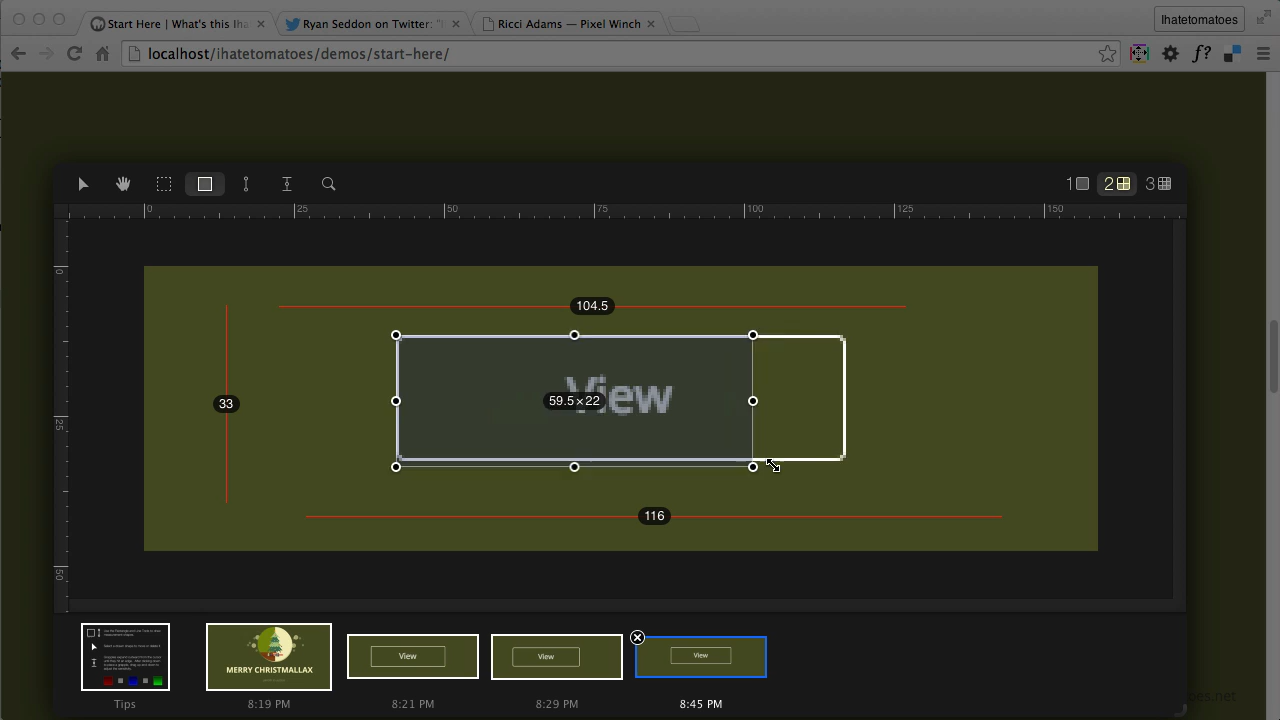 Start Here | What's this Iha
Ryan Seddon on Twitter: "
Ricci Adams — Pixel Winch
Ihatetomatoes
localhost/ihatetomatoes/demos/start-here/
f?
1
2
3
0
25
50
75
100
125
150
0
25
50
104.5
33
View
59.5×22
116
MERRY CHRISTMALLAX
View
View
View
Tips
8:19 PM
8:21 PM
8:29 PM
8:45 PM
es.net